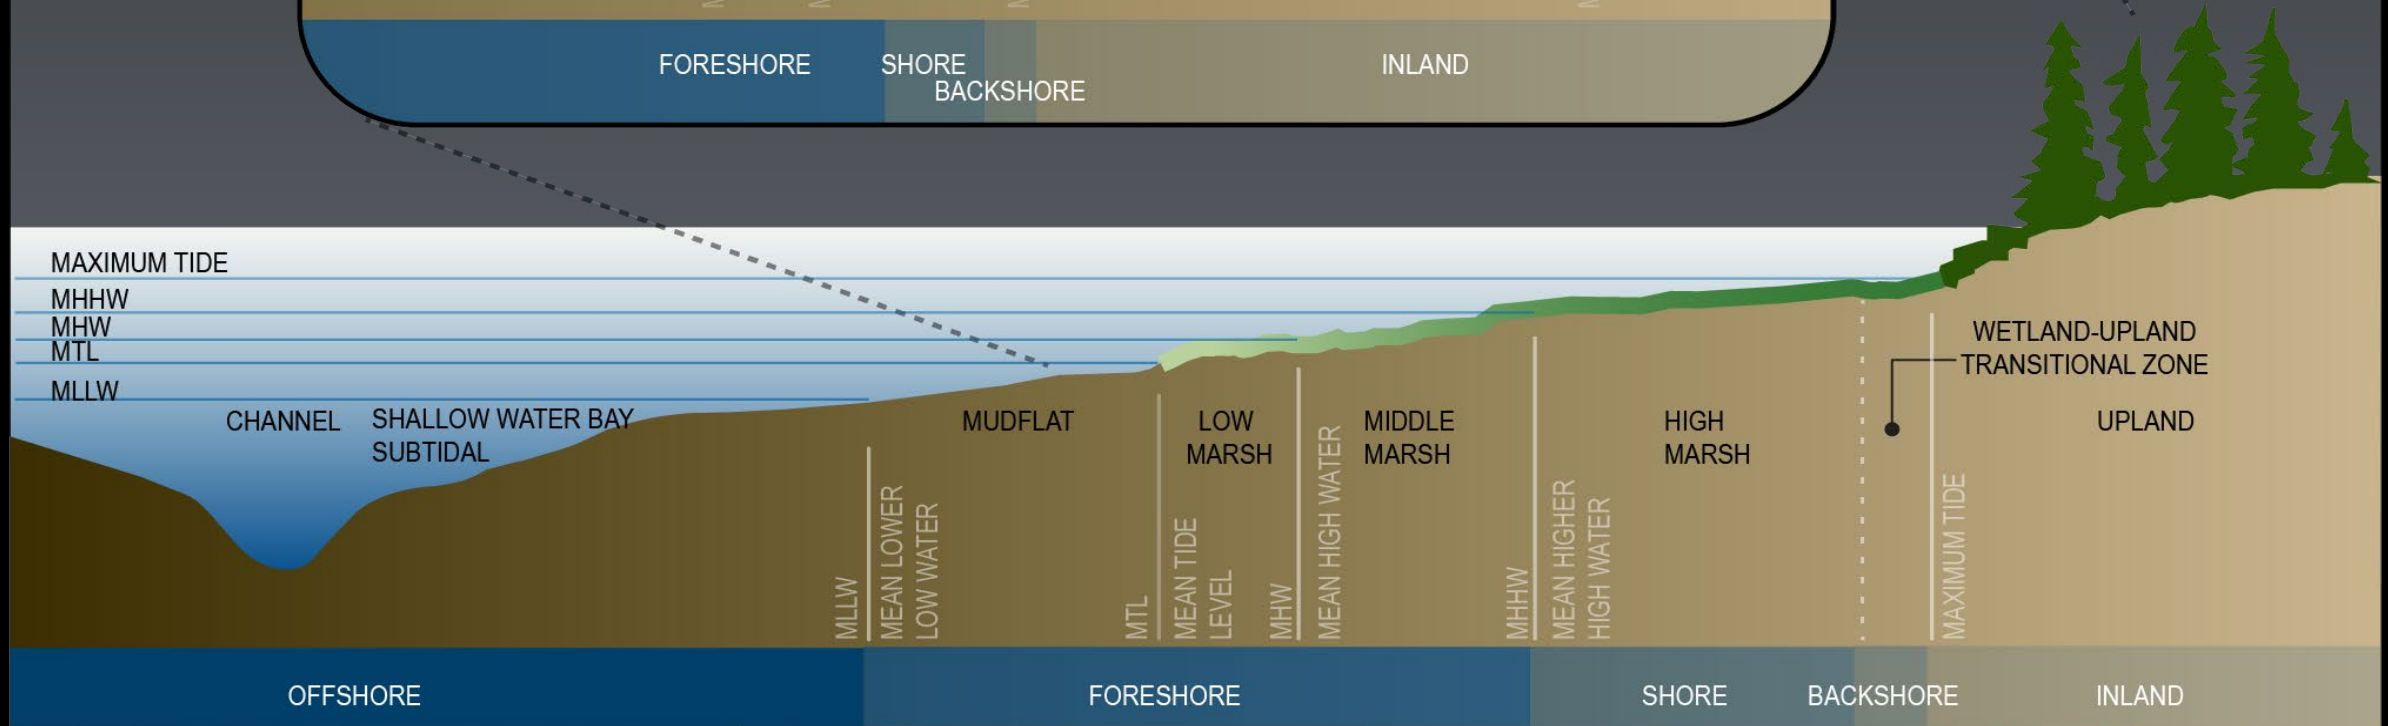 FORESHORE
SHORE
BACKSHORE
INLAND
MAXIMUM TIDE
MHHW
MHW
MTL
MLLW
CHANNEL
SHALLOW WATER BAY
SUBTIDAL
MUDFLAT
LOW
MARSH
MIDDLE
MARSH
HIGH
MARSH
WETLAND-UPLAND
TRANSITIONAL ZONE
UPLAND
MLLW
MEAN LOWER
LOW WATER
MTL
MEAN TIDE
LEVEL
MHW
MEAN HIGH WATER
MHHW
MEAN HIGHER
HIGH WATER
MAXIMUM TIDE
OFFSHORE
FORESHORE
SHORE
BACKSHORE
INLAND